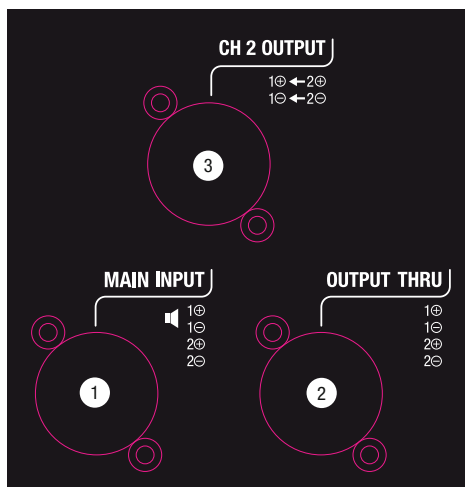 CH 2 OUTPUT
1⊕ ← 2⊕
1⊖ ← 2⊖
3
MAIN INPUT
1⊕
1⊖
2⊕
2⊖
1
OUTPUT THRU
1⊕
1⊖
2⊕
2⊖
2